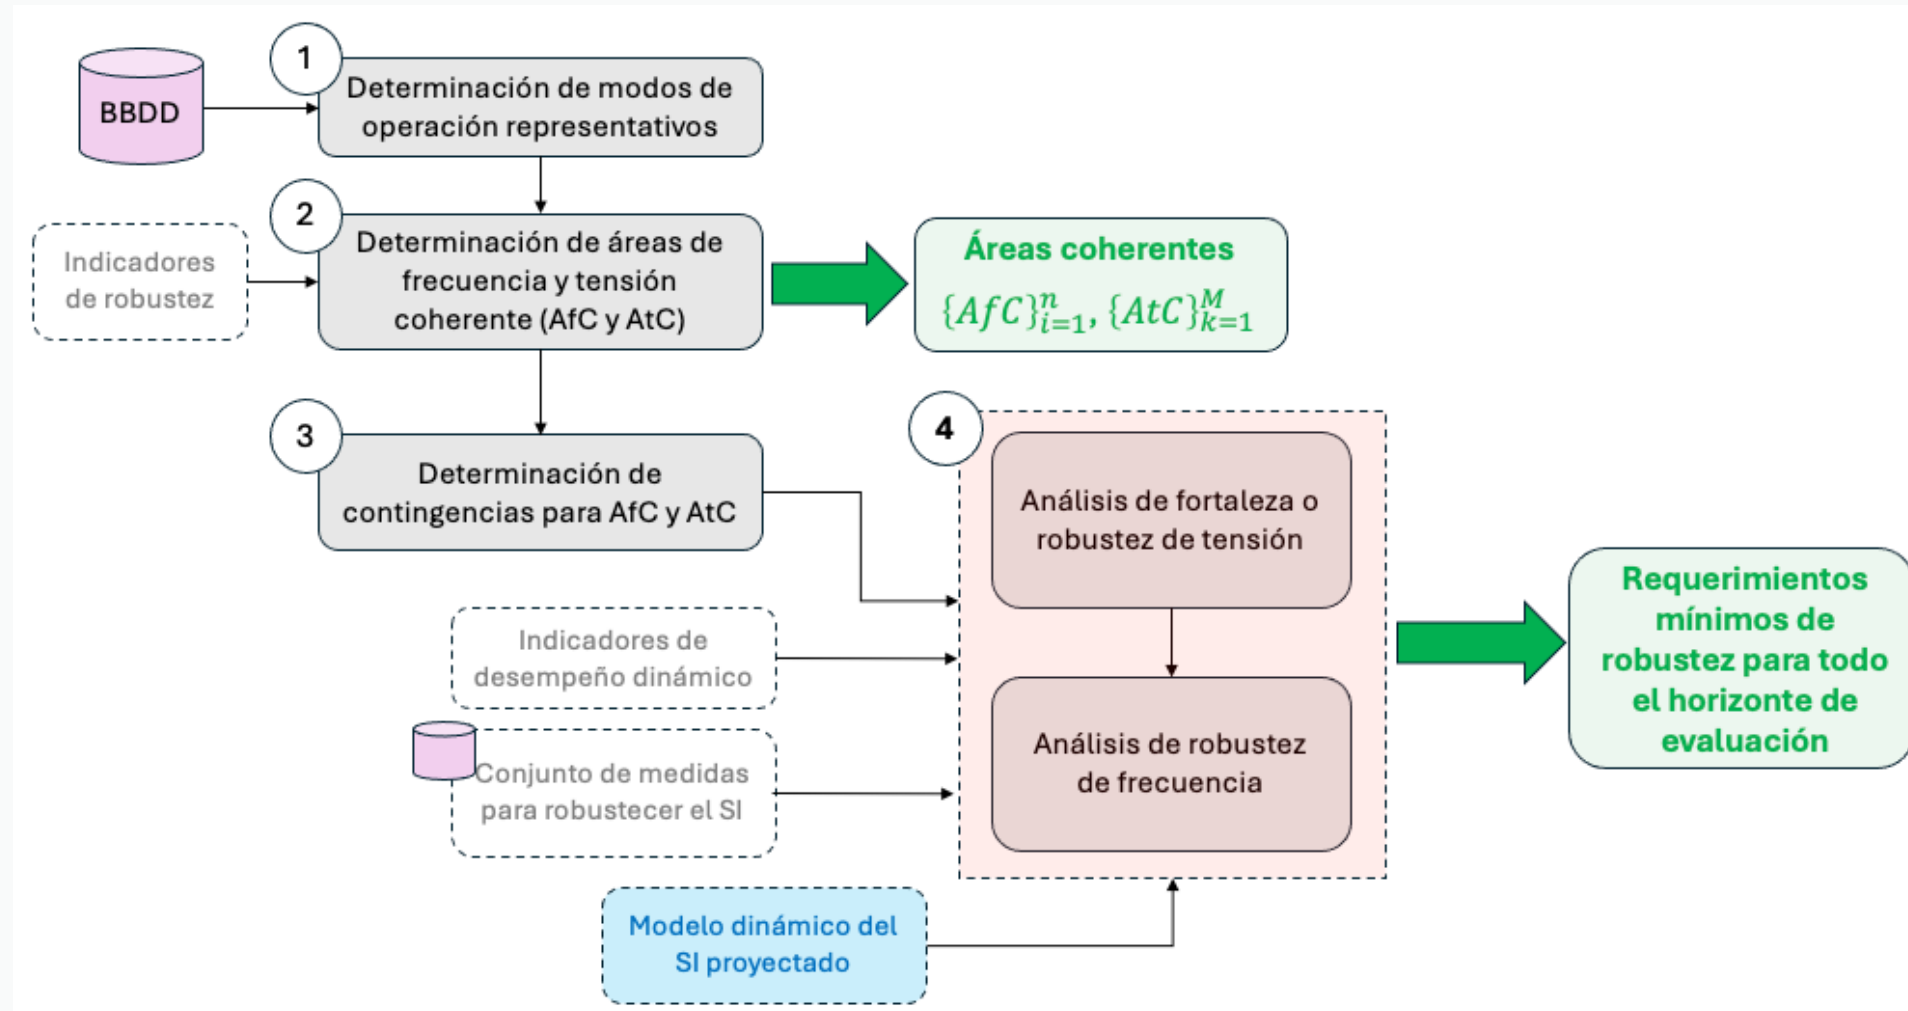 BBDD
1
Determinación de modos de
operación representativos
2
Indicadores
de robustez
Determinación de áreas de
frecuencia y tensión
coherente (AfC y AtC)
Áreas coherentes
{AfC}ⁿᵢ₌₁, {AtC}ᴹₖ₌₁
3
Determinación de
contingencias para AfC y AtC
4
Análisis de fortaleza o
robustez de tensión
Indicadores de
desempeño dinámico
Conjunto de medidas
para robustecer el SI
Análisis de robustez
de frecuencia
Modelo dinámico del
SI proyectado
Requerimientos
mínimos de
robustez para todo
el horizonte de
evaluación